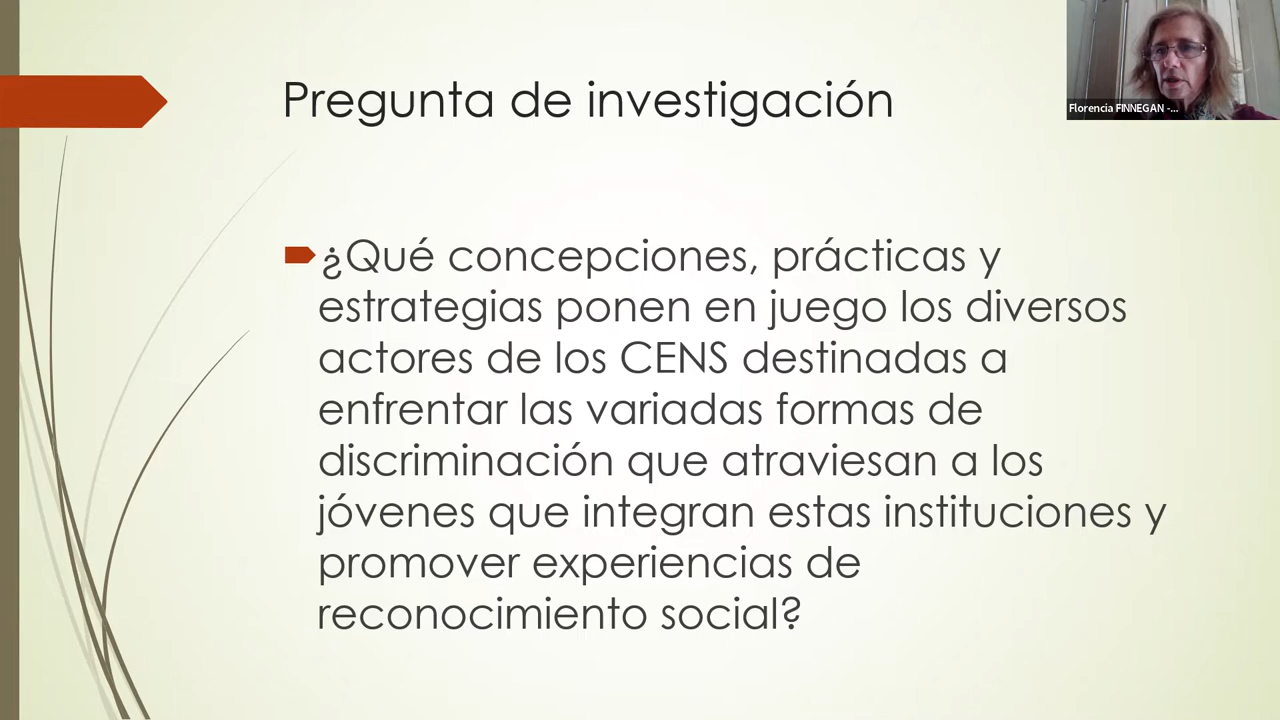 Pregunta de investigación
Florencia FINNEGAN -...
¿Qué concepciones, prácticas y
estrategias ponen en juego los diversos
actores de los CENS destinadas a
enfrentar las variadas formas de
discriminación que atraviesan a los
jóvenes que integran estas instituciones y
promover experiencias de
reconocimiento social?